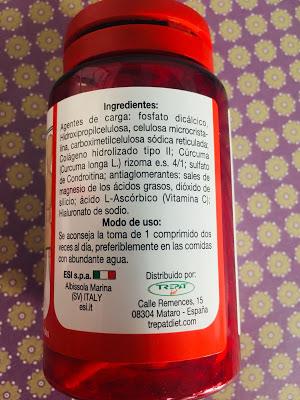 Ingredientes:
Agentes de carga: fosfato dicálcico,
Hidroxipropilcelulosa, celulosa microcrista-
lina, carboximetilcelulosa sódica reticulada;
Colágeno hidrolizado tipo II; Cúrcuma
(Curcuma longa L.) rizoma e.s. 4/1; sulfato
de Condroitina; antiaglomerantes: sales de
magnesio de los ácidos grasos, dióxido de
silicio; ácido L-Ascórbico (Vitamina C);
Hialuronato de sodio.
Modo de uso:
Se aconseja la toma de 1 comprimido dos
veces al día, preferiblemente en las comidas
con abundante agua.
ESI s.p.a.
Albissola Marina
(SV) ITALY
esi.it
Distribuido por:
TREPAT
diet
Calle Remences, 15
08304 Mataro - España
trepatdiet.com